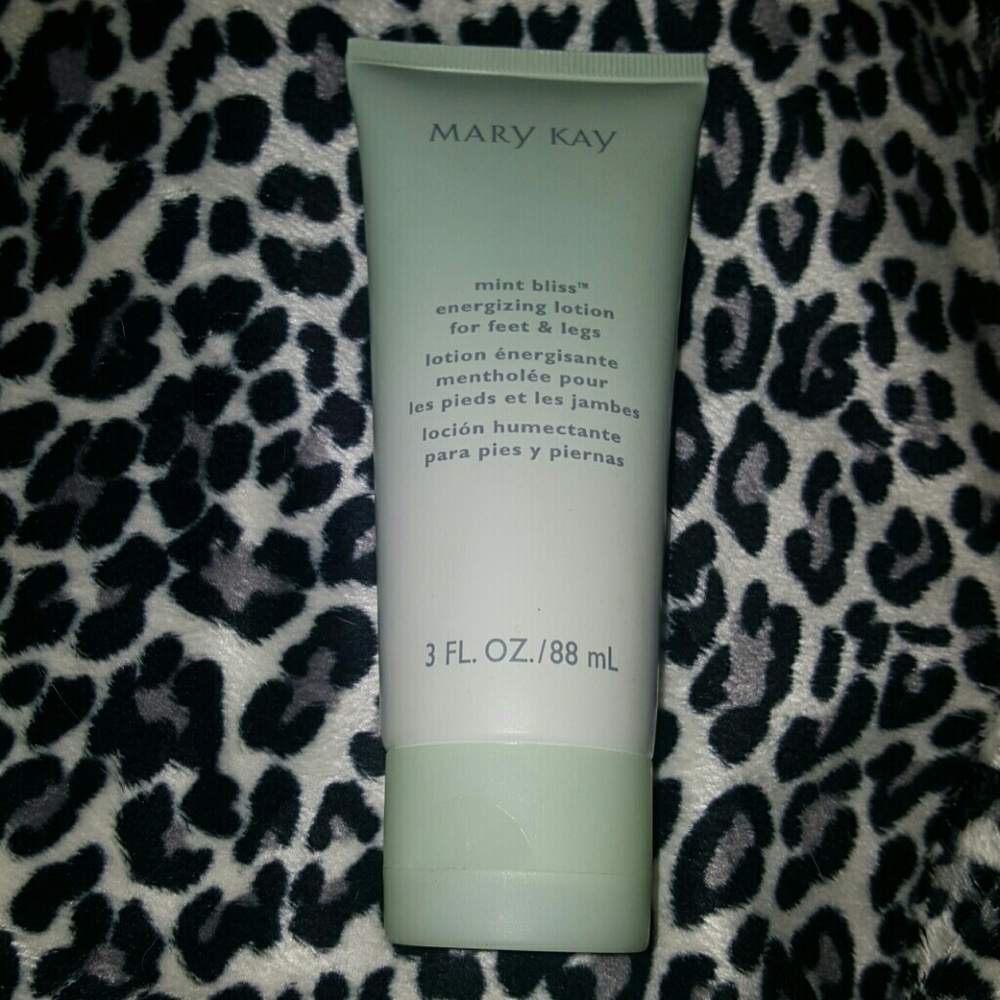 MARY KAY
mint bliss™
energizing lotion
for feet & legs
lotion énergisante
mentholée pour
les pieds et les jambes
loción humectante
para pies y piernas
3 FL. OZ./88 mL